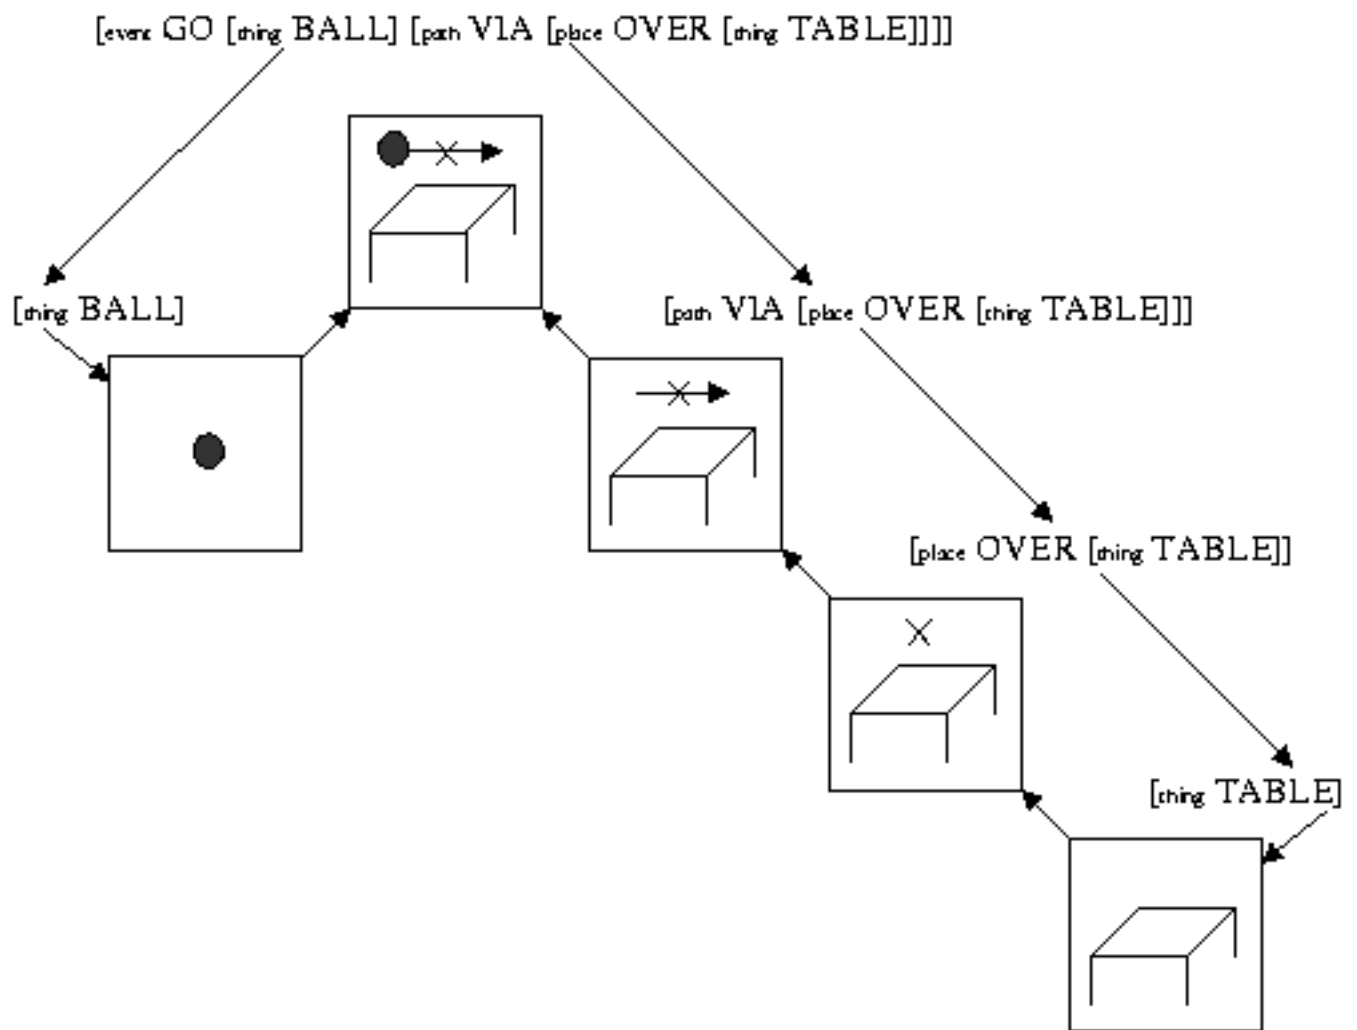 [event GO [thing BALL] [path VIA [place OVER [thing TABLE]]]]
[thing BALL]
[path VIA [place OVER [thing TABLE]]]
[place OVER [thing TABLE]]
[thing TABLE]